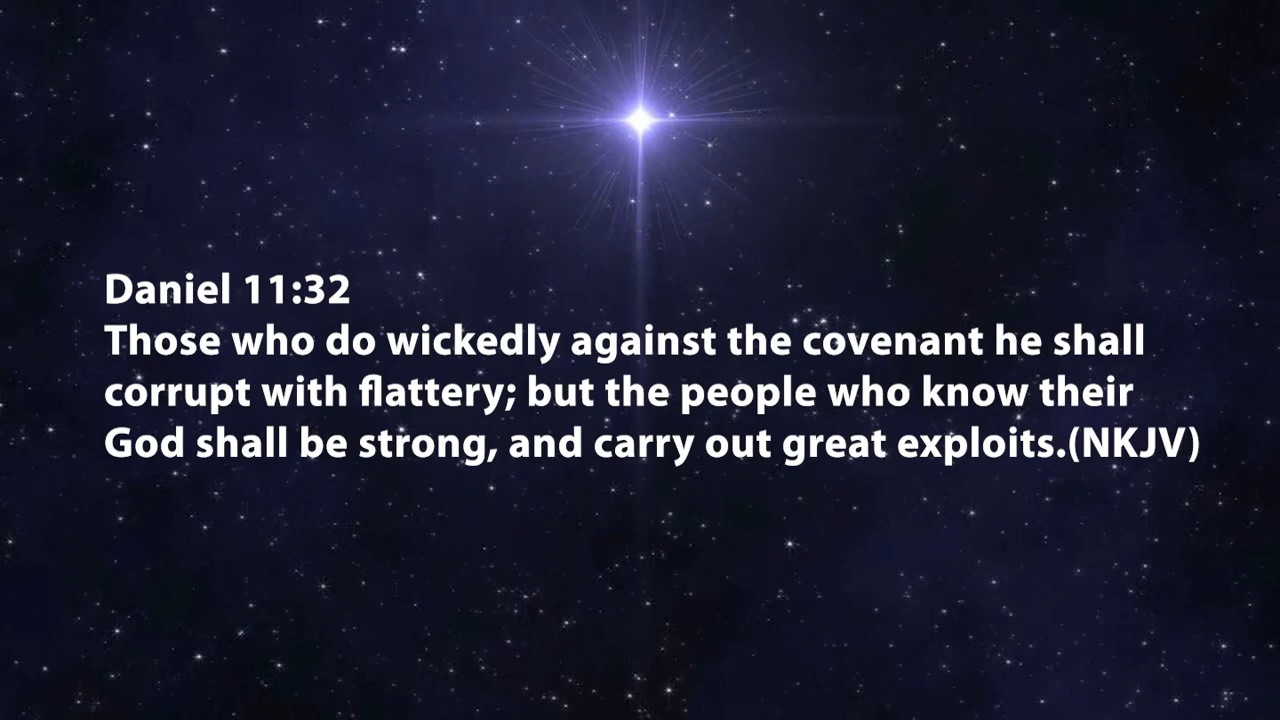 Daniel 11:32
Those who do wickedly against the covenant he shall
corrupt with flattery; but the people who know their
God shall be strong, and carry out great exploits.(NKJV)